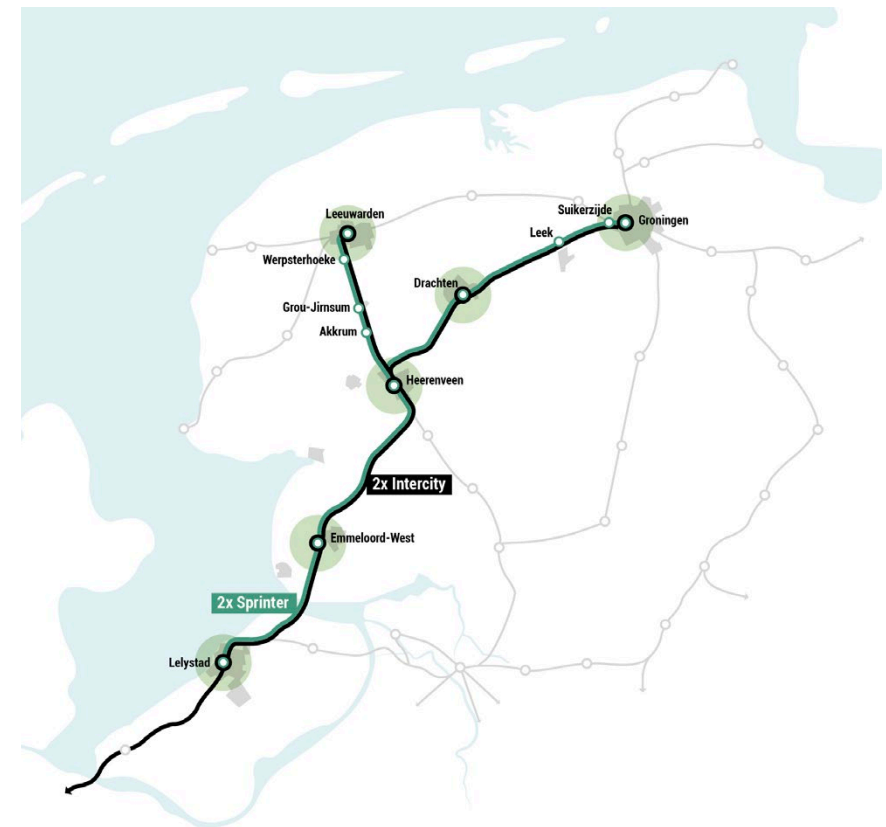 Suikerzijde
Groningen
Leeuwarden
Leek
Werpsterhoeke
Drachten
Grou-Jirnsum
Akkrum
Heerenveen
2x Intercity
Emmeloord-West
2x Sprinter
Lelystad